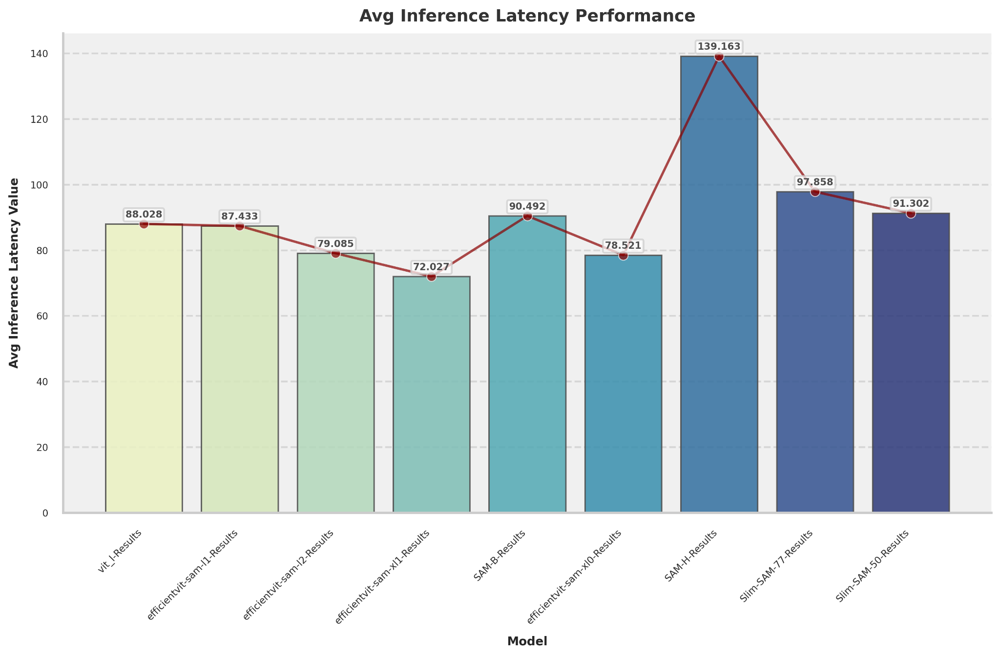 Avg Inference Latency Performance
Avg Inference Latency Value
140
120
100
80
60
40
20
0
88.028
87.433
79.085
72.027
90.492
78.521
139.163
97.858
91.302
vit_l-Results
efficientvit-sam-l1-Results
efficientvit-sam-l2-Results
efficientvit-sam-xl1-Results
SAM-B-Results
efficientvit-sam-xl0-Results
SAM-H-Results
Slim-SAM-77-Results
Slim-SAM-50-Results
Model